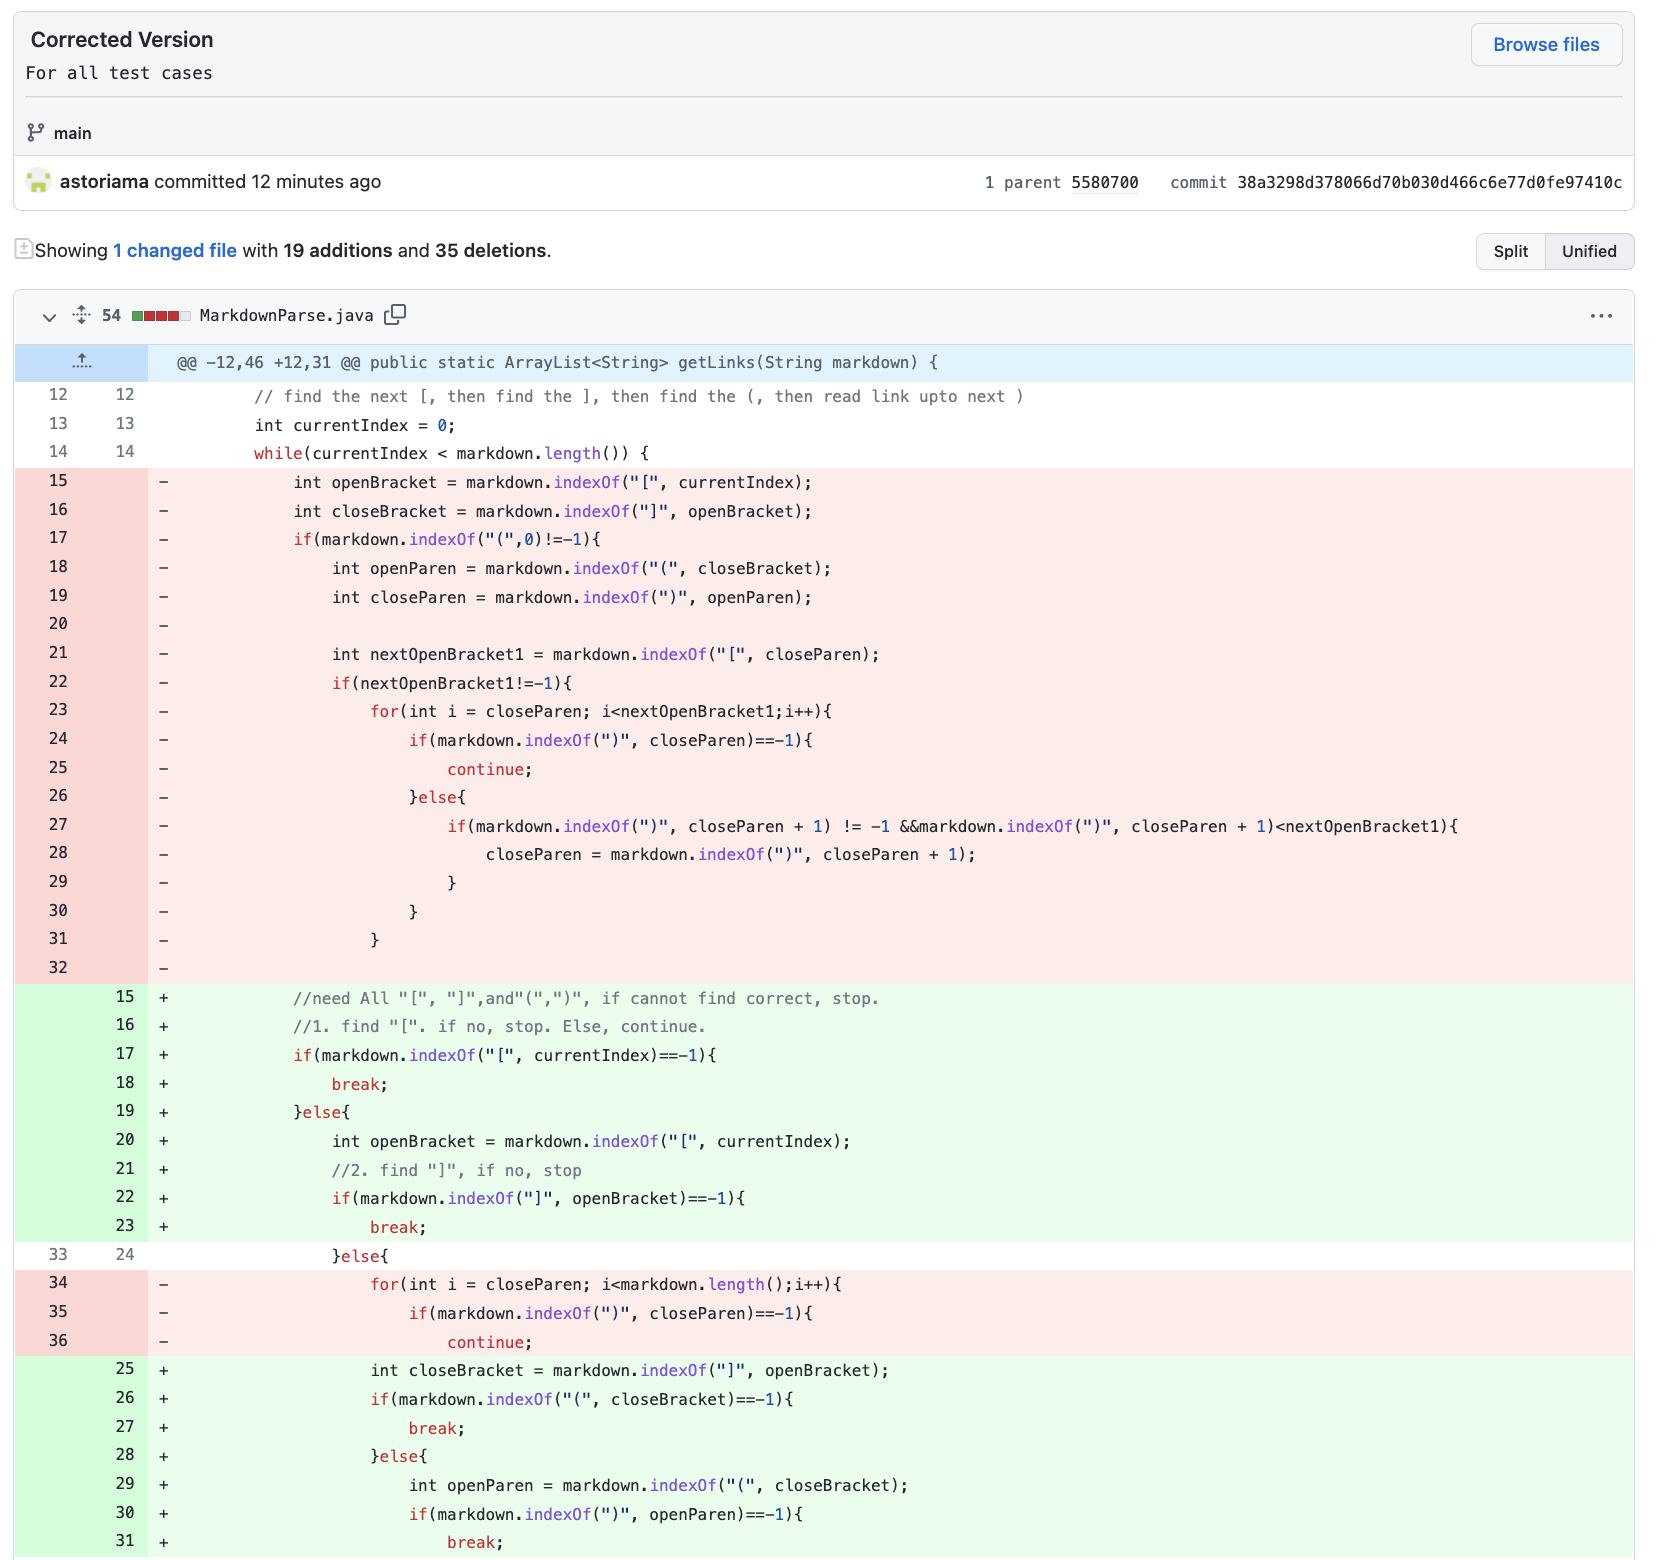 Corrected Version
Browse files
For all test cases
main
astoriama committed 12 minutes ago
1 parent 5580700 commit 38a3298d378066d70b030d466c6e77d0fe97410c
Showing 1 changed file with 19 additions and 35 deletions.
Split Unified
54 MarkdownParse.java
@@ -12,46 +12,31 @@ public static ArrayList<String> getLinks(String markdown) {
12 12 // find the next [, then find the ], then find the (, then read link upto next )
13 13 int currentIndex = 0;
14 14 while(currentIndex < markdown.length()) {
15 - int openBracket = markdown.indexOf("[", currentIndex);
16 - int closeBracket = markdown.indexOf("]", openBracket);
17 - if(markdown.indexOf("(",0)!=-1){
18 - int openParen = markdown.indexOf("(", closeBracket);
19 - int closeParen = markdown.indexOf(")", openParen);
20 -
21 - int nextOpenBracket1 = markdown.indexOf("[", closeParen);
22 - if(nextOpenBracket1!=-1){
23 - for(int i = closeParen; i<nextOpenBracket1;i++){
24 - if(markdown.indexOf(")", closeParen)==-1){
25 - continue;
26 - }else{
27 - if(markdown.indexOf(")", closeParen + 1) != -1 &&markdown.indexOf(")", closeParen + 1)<nextOpenBracket1){
28 - closeParen = markdown.indexOf(")", closeParen + 1);
29 - }
30 - }
31 - }
32 -
15 + //need All "[", "]",and"(",")", if cannot find correct, stop.
16 + //1. find "[". if no, stop. Else, continue.
17 + if(markdown.indexOf("[", currentIndex)==-1){
18 + break;
19 + }else{
20 + int openBracket = markdown.indexOf("[", currentIndex);
21 + //2. find "]", if no, stop
22 + if(markdown.indexOf("]", openBracket)==-1){
23 + break;
33 24 }else{
34 - for(int i = closeParen; i<markdown.length();i++){
35 - if(markdown.indexOf(")", closeParen)==-1){
36 - continue;
25 + int closeBracket = markdown.indexOf("]", openBracket);
26 + if(markdown.indexOf("(", closeBracket)==-1){
27 + break;
28 + }else{
29 + int openParen = markdown.indexOf("(", closeBracket);
30 + if(markdown.indexOf(")", openParen)==-1){
31 + break;